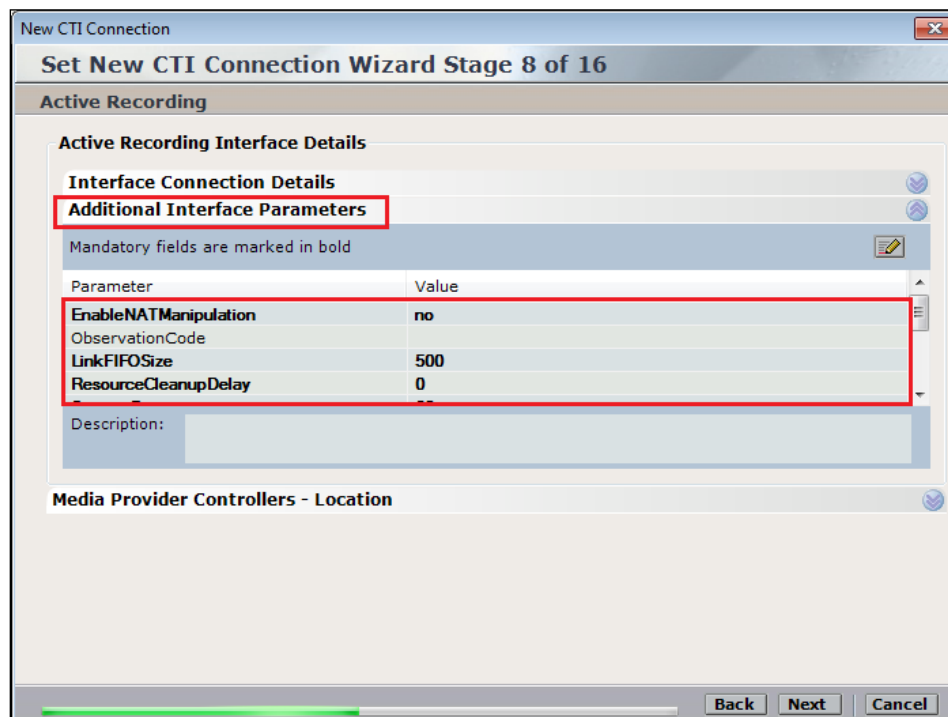 New CTI Connection
Set New CTI Connection Wizard Stage 8 of 16
Active Recording
Active Recording Interface Details
Interface Connection Details
Additional Interface Parameters
Mandatory fields are marked in bold
Parameter Value
EnableNATManipulation no
ObservationCode
LinkFIFOSize 500
ResourceCleanupDelay 0
Description:
Media Provider Controllers - Location
Back Next Cancel